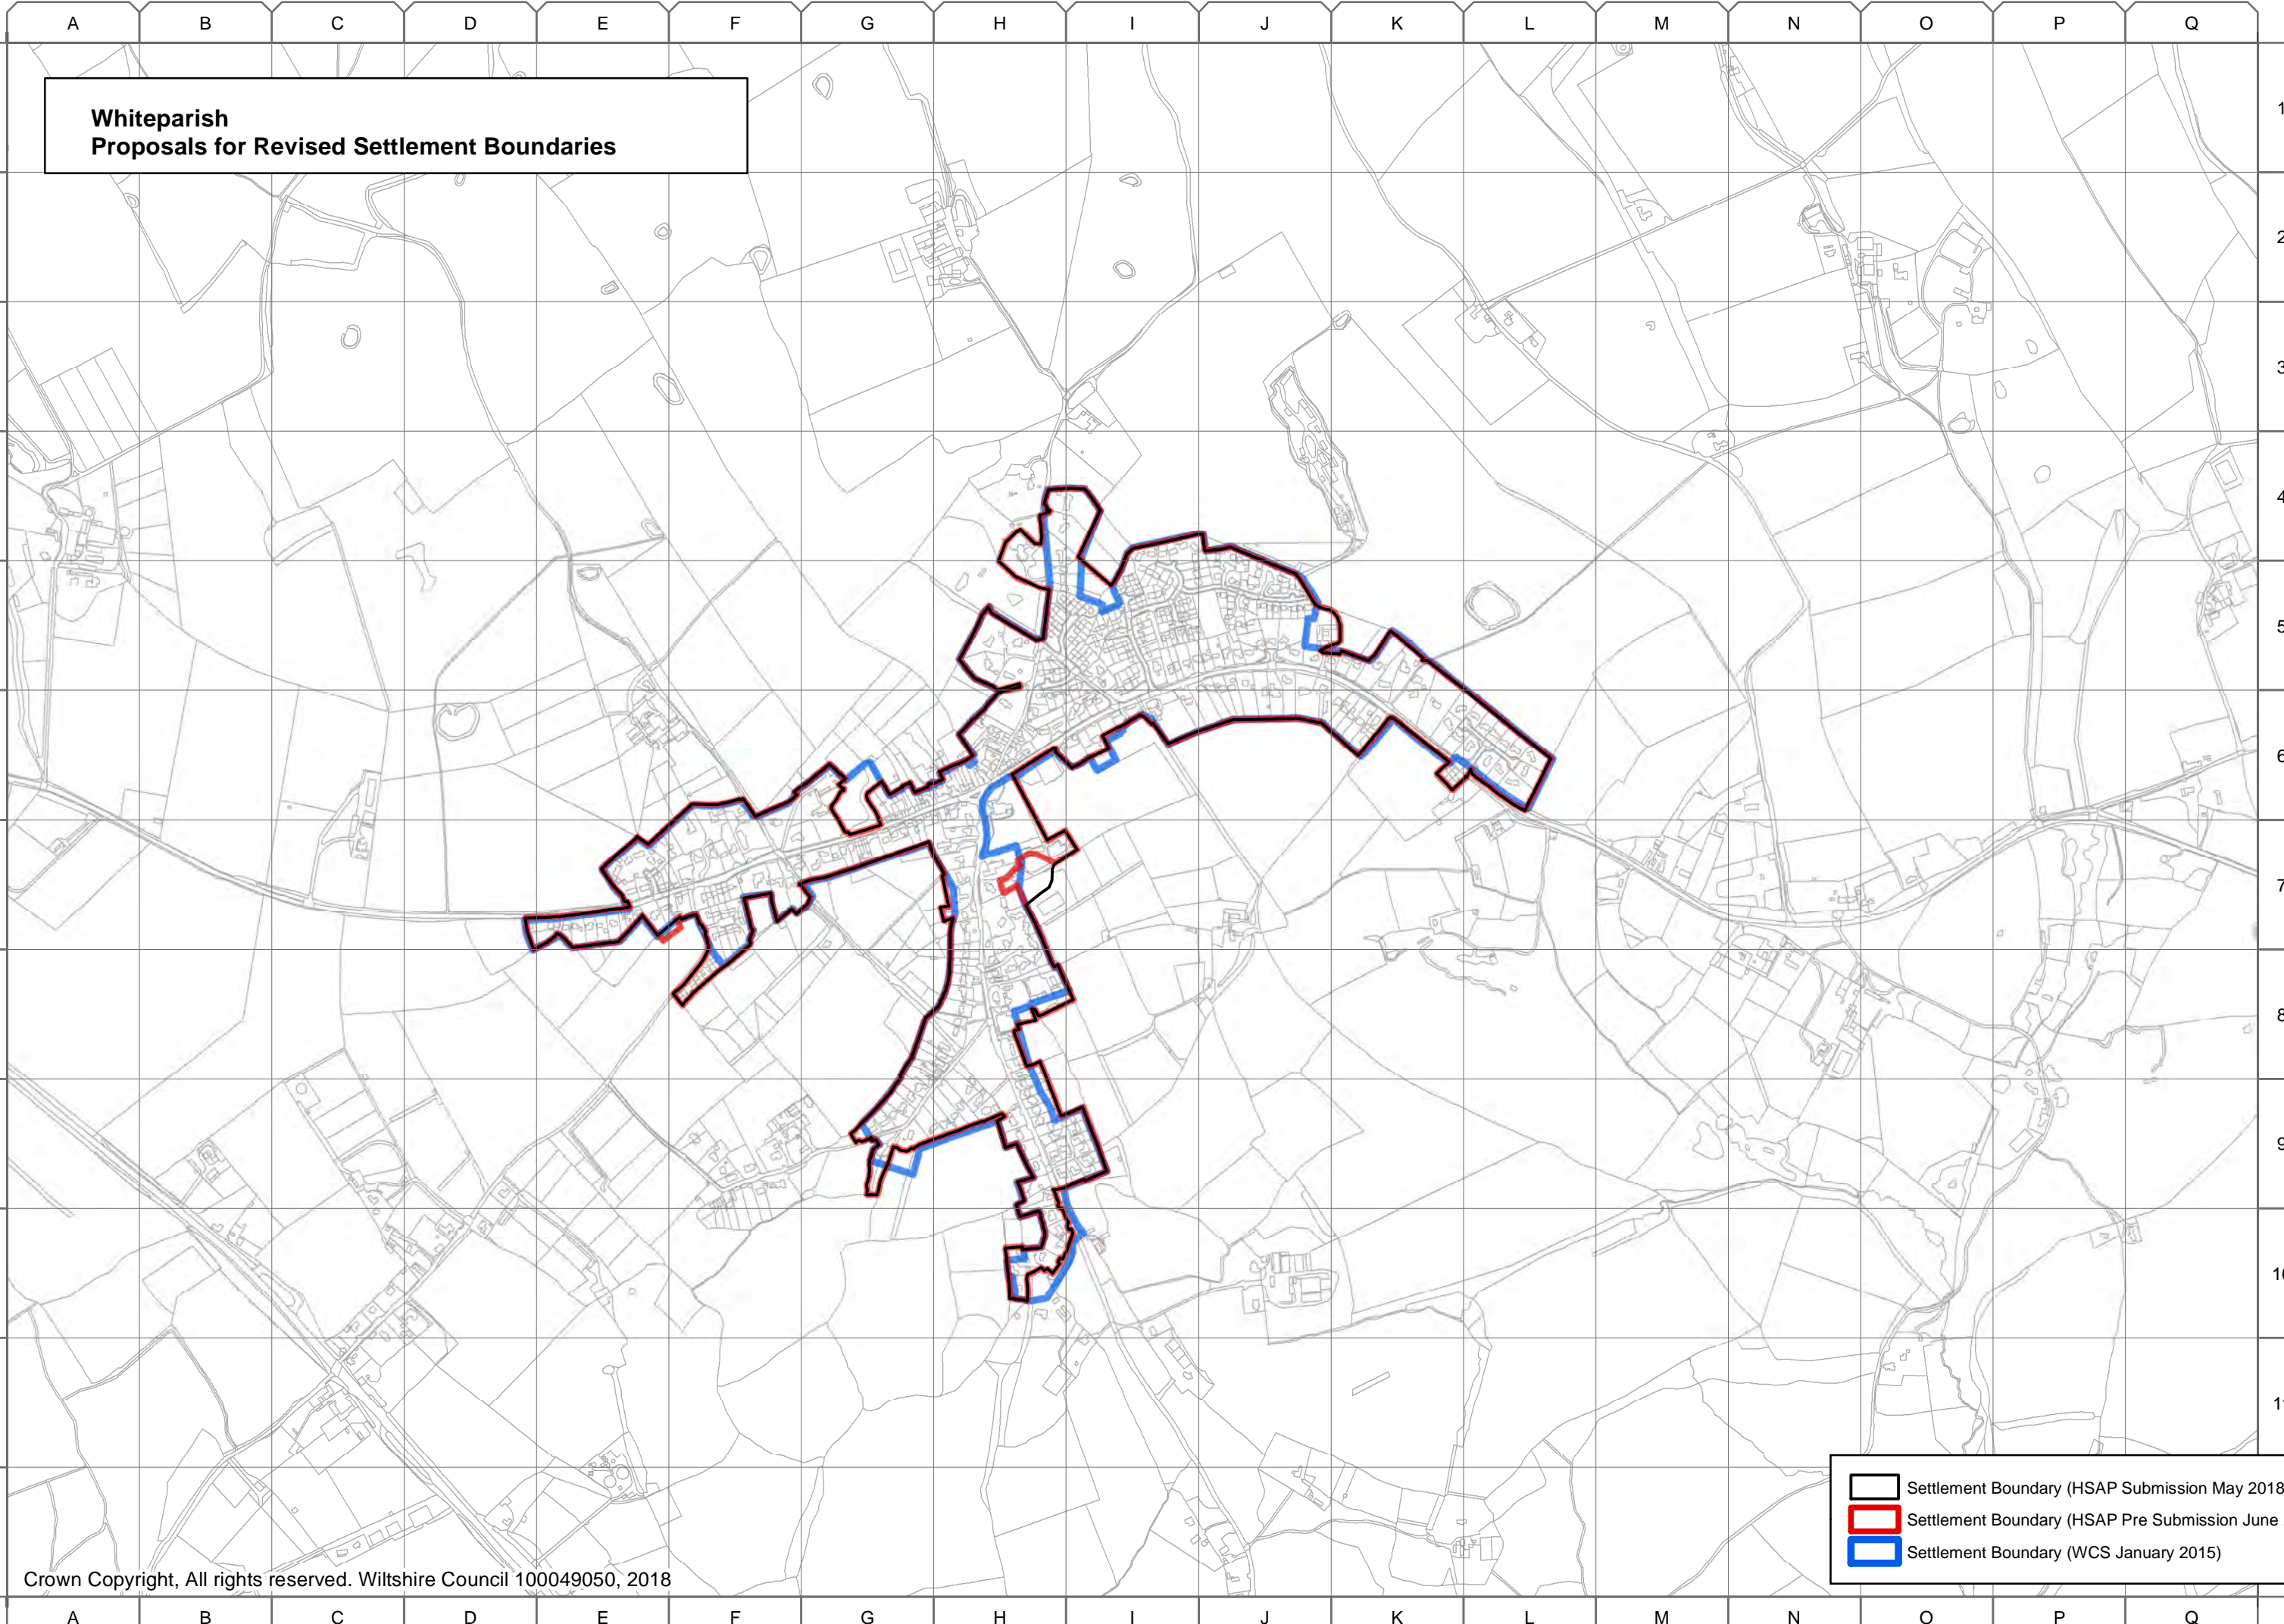 A B C D E F G H I J K L M N O P Q
Whiteparish
Proposals for Revised Settlement Boundaries
1
2
3
4
5
6
7
8
9
Settlement Boundary (HSAP Submission May 2018
Settlement Boundary (HSAP Pre Submission June
Settlement Boundary (WCS January 2015)
Crown Copyright, All rights reserved. Wiltshire Council 100049050, 2018
A B C D E F G H I J K L M N O P Q